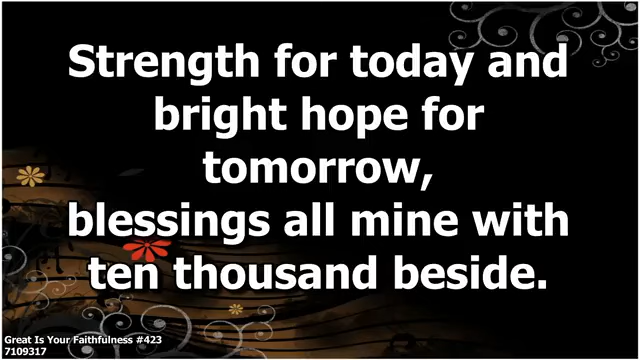 Strength for today and
bright hope for
tomorrow,
blessings all mine with
ten thousand beside.
Great Is Your Faithfulness #423
7109317